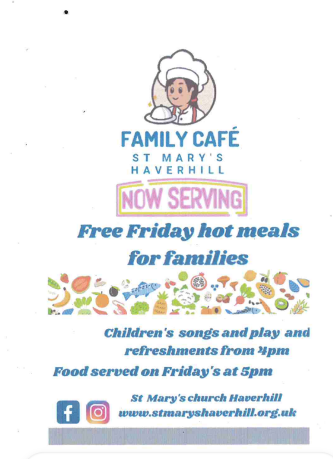 FAMILY CAFÉ
ST MARY'S
HAVERHILL
NOW SERVING
Free Friday hot meals
for families
Children's songs and play and
refreshments from 4pm
Food served on Friday's at 5pm
St Mary's church Haverhill
www.stmaryshaverhill.org.uk